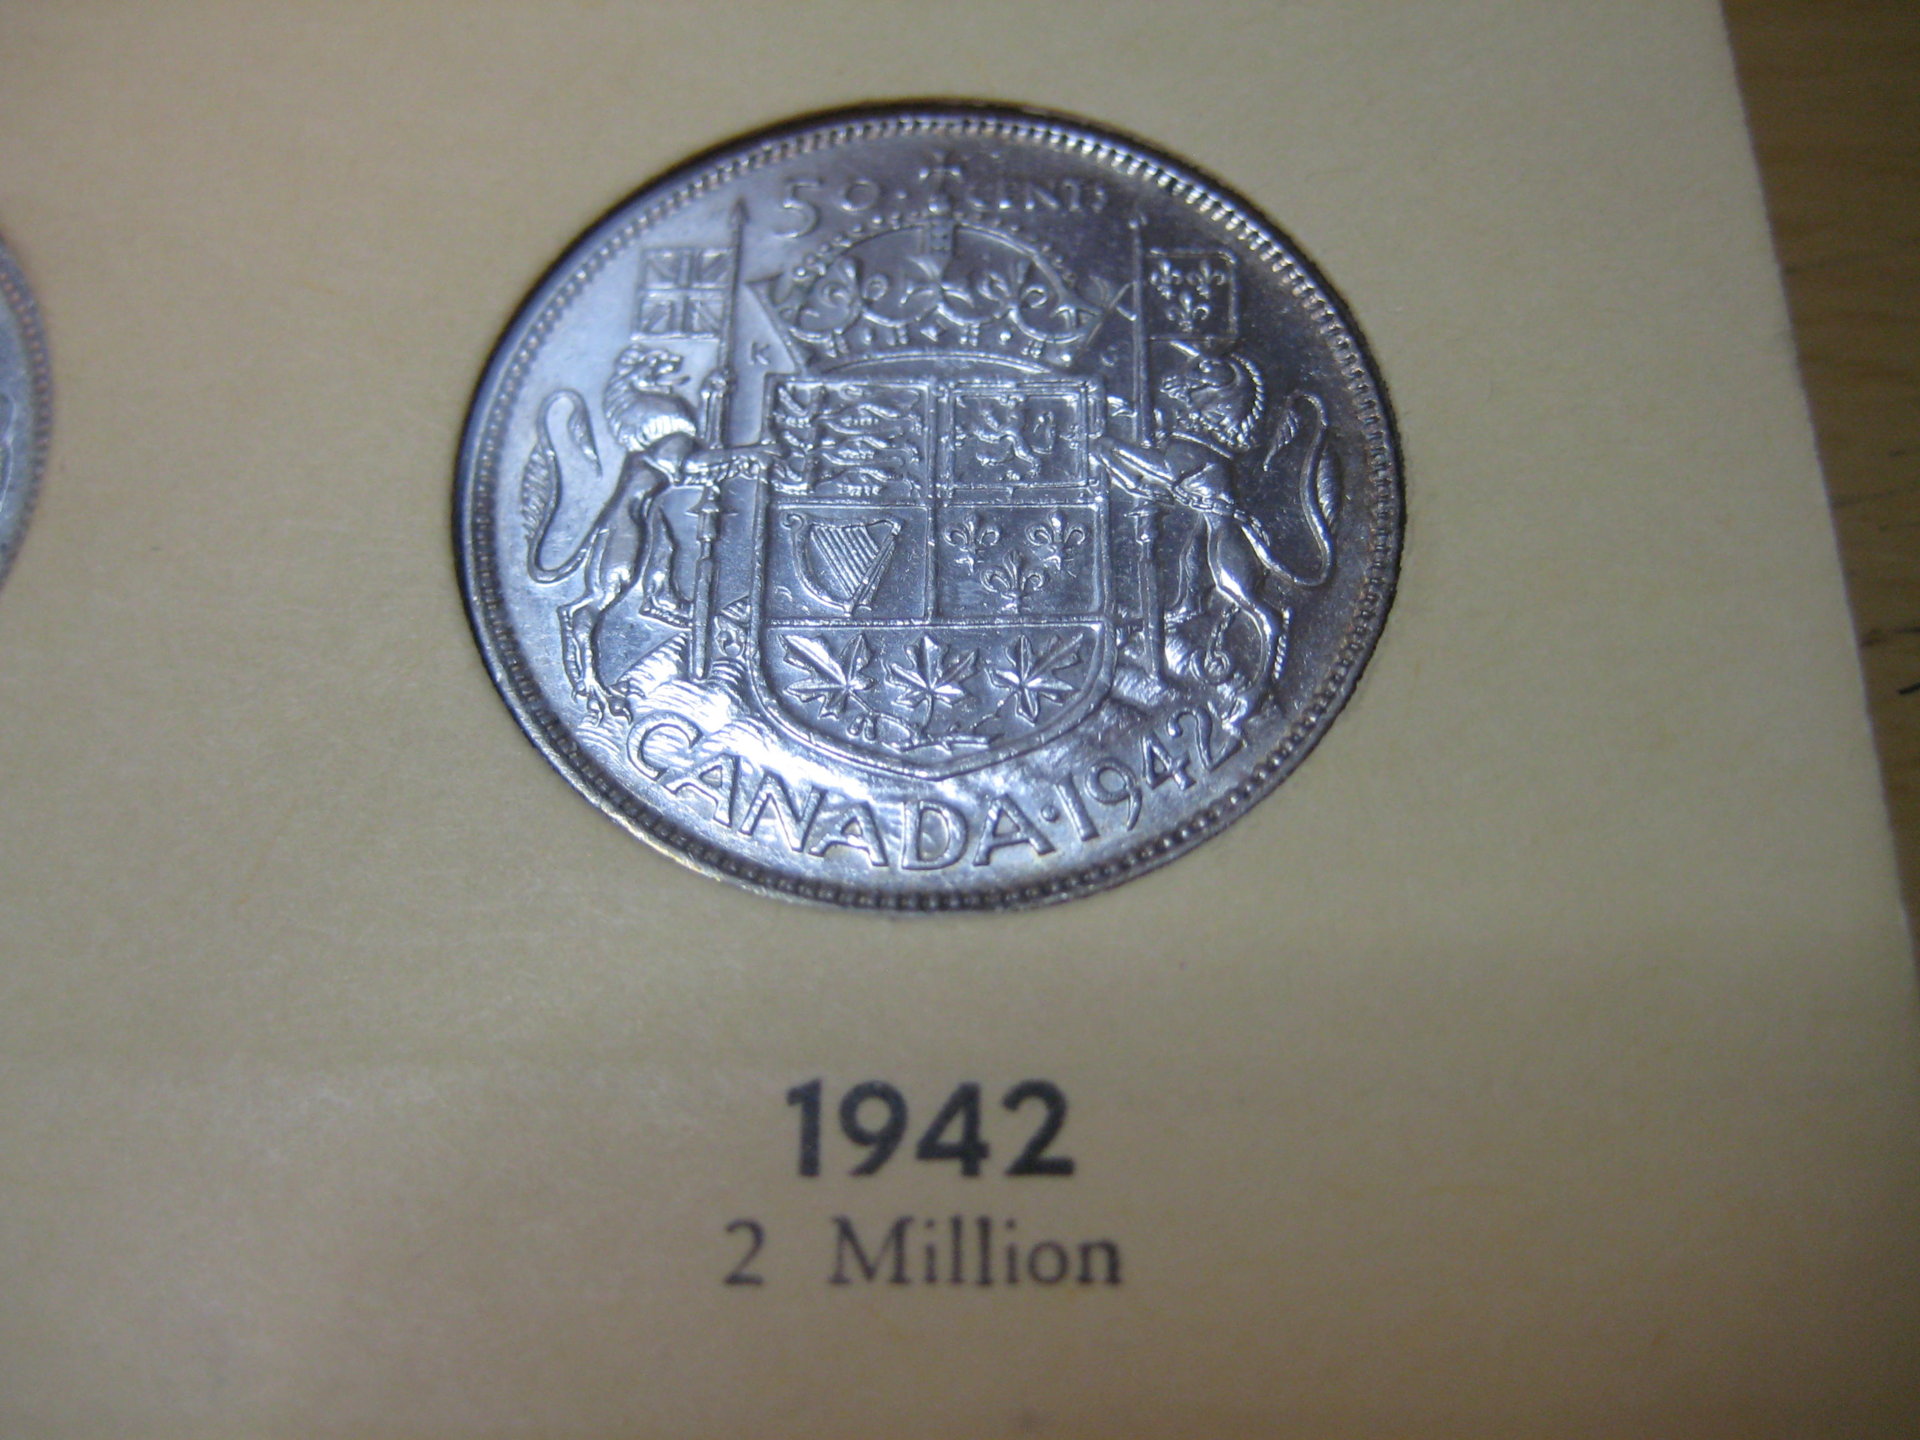 50 · CENTS
K G
CANADA · 1942
1942
2 Million